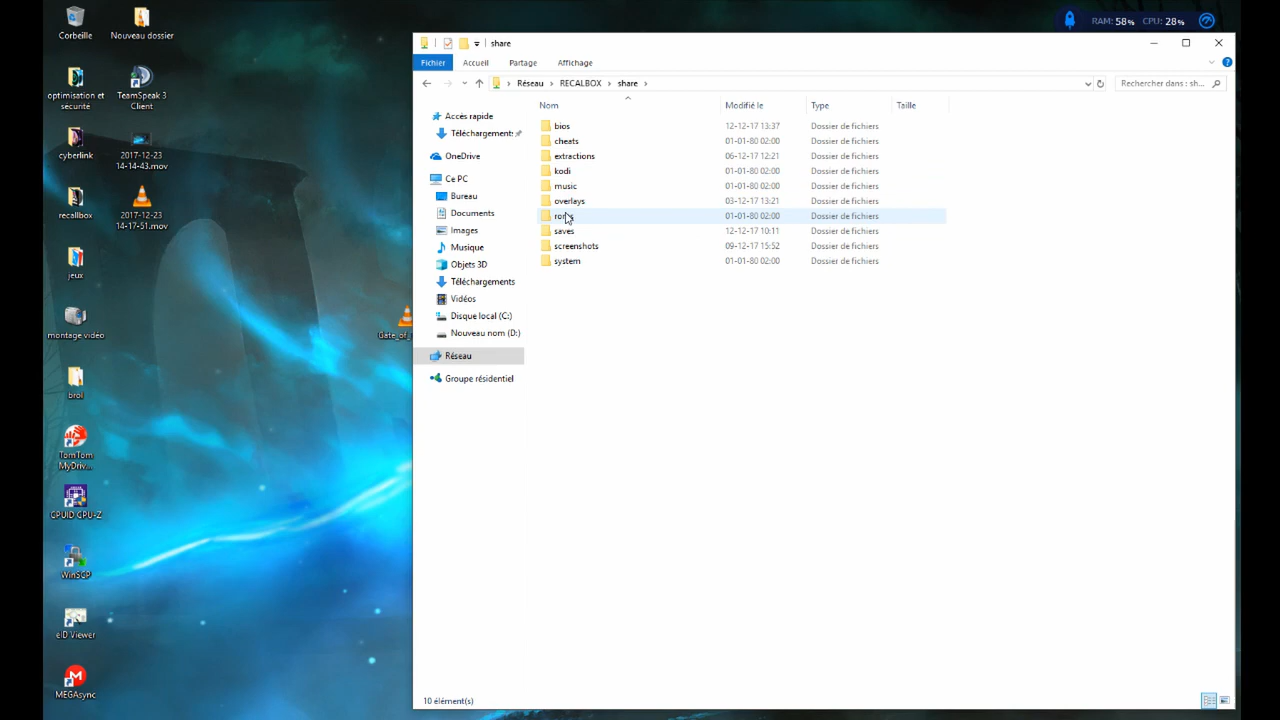 Corbeille
Nouveau dossier
optimisation et
sécurité
TeamSpeak 3
Client
cyberlink
2017-12-23
14-14-43.mov
recallbox
2017-12-23
14-17-51.mov
jeux
montage vidéo
brol
TomTom
MyDriv...
CPUID CPU-Z
WinSCP
eID Viewer
MEGAsync
RAM: 58% CPU: 28%
share
Fichier Accueil Partage Affichage
Réseau RECALBOX share
Rechercher dans : sh...
Nom Modifié le Type Taille
Accès rapide
Téléchargement:
OneDrive
Ce PC
Bureau
Documents
Images
Musique
Objets 3D
Téléchargements
Vidéos
Disque local (C:)
Nouveau nom (D:)
Réseau
Groupe résidentiel
bios 12-12-17 13:37 Dossier de fichiers
cheats 01-01-80 02:00 Dossier de fichiers
extractions 06-12-17 12:21 Dossier de fichiers
kodi 01-01-80 02:00 Dossier de fichiers
music 01-01-80 02:00 Dossier de fichiers
overlays 03-12-17 13:21 Dossier de fichiers
roms 01-01-80 02:00 Dossier de fichiers
saves 12-12-17 10:11 Dossier de fichiers
screenshots 09-12-17 15:52 Dossier de fichiers
system 01-01-80 02:00 Dossier de fichiers
10 élément(s)